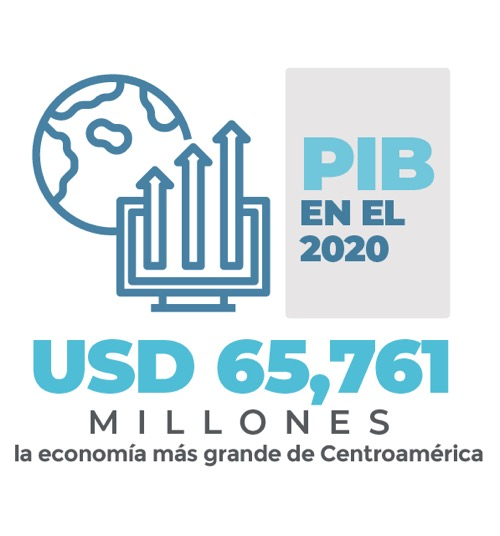 PIB
EN EL
2020
USD 65,761
MILLONES
la economía más grande de Centroamérica